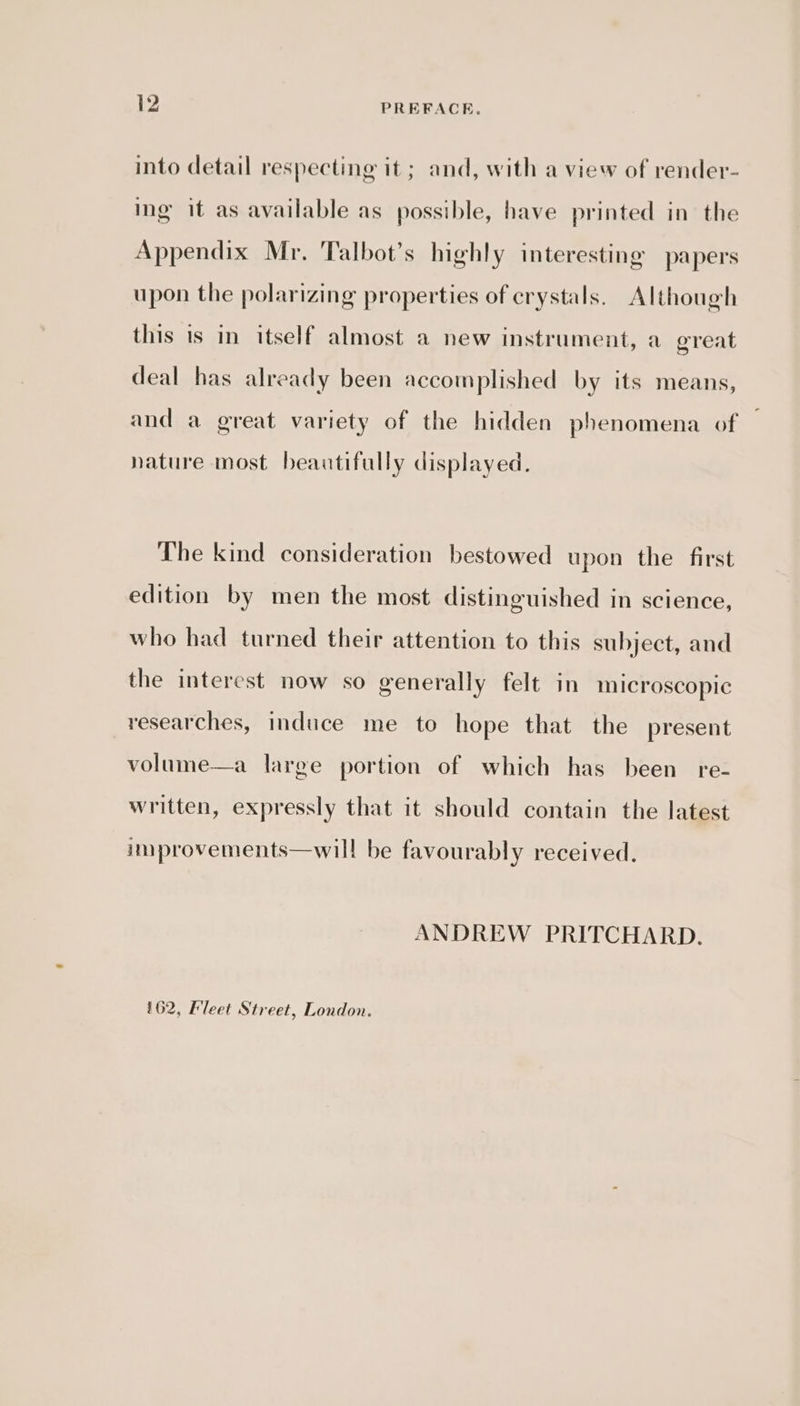 12 PREFACE.
into detail respecting it; and, with a view of render-
ing it as available as possible, have printed in the
Appendix Mr. Talbot's highly interesting papers
upon the polarizing properties of crystals. Although
this is in itself almost a new instrument, a great
deal has already been accomplished by its means,
and a great variety of the hidden phenomena of
nature most beautifully displayed.
The kind consideration bestowed upon the first
edition by men the most distinguished in science,
who had turned their attention to this subject, and
the interest now so generally felt in microscopic
researches, induce me to hope that the present
volume—a large portion of which has been re-
written, expressly that it should contain the latest
improvements—will be favourably received.
ANDREW PRITCHARD.
162, Fleet Street, London.